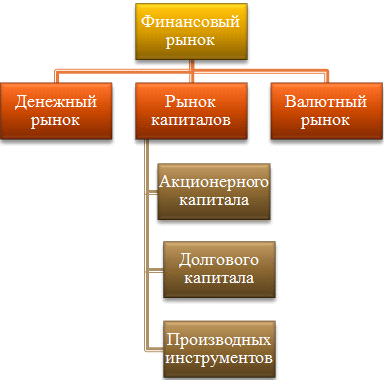 Финансовый
рынок
Денежный
рынок
Рынок
капиталов
Валютный
рынок
Акционерного
капитала
Долгового
капитала
Производных
инструментов